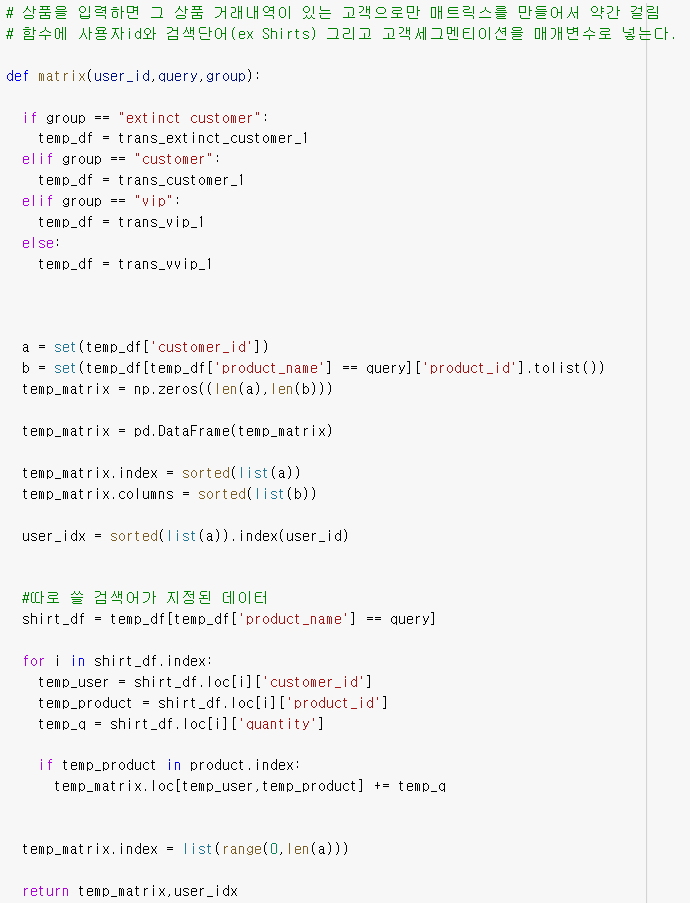 # 상품을 입력하면 그 상품 거래내역이 있는 고객으로만 매트릭스를 만들어서 약간 걸림
# 함수에 사용자id와 검색단어(ex Shirts) 그리고 고객세그멘티이션을 매개변수로 넣는다.
def matrix(user_id,query,group):
if group == "extinct customer":
temp_df = trans_extinct_customer_1
elif group == "customer":
temp_df = trans_customer_1
elif group == "vip":
temp_df = trans_vip_1
else:
temp_df = trans_vvip_1
a = set(temp_df['customer_id'])
b = set(temp_df[temp_df['product_name'] == query]['product_id'].tolist())
temp_matrix = np.zeros((len(a),len(b)))
temp_matrix = pd.DataFrame(temp_matrix)
temp_matrix.index = sorted(list(a))
temp_matrix.columns = sorted(list(b))
user_idx = sorted(list(a)).index(user_id)
#따로 쓸 검색어가 지정된 데이터
shirt_df = temp_df[temp_df['product_name'] == query]
for i in shirt_df.index:
temp_user = shirt_df.loc[i]['customer_id']
temp_product = shirt_df.loc[i]['product_id']
temp_q = shirt_df.loc[i]['quantity']
if temp_product in product.index:
temp_matrix.loc[temp_user,temp_product] += temp_q
temp_matrix.index = list(range(0,len(a)))
return temp_matrix,user_idx